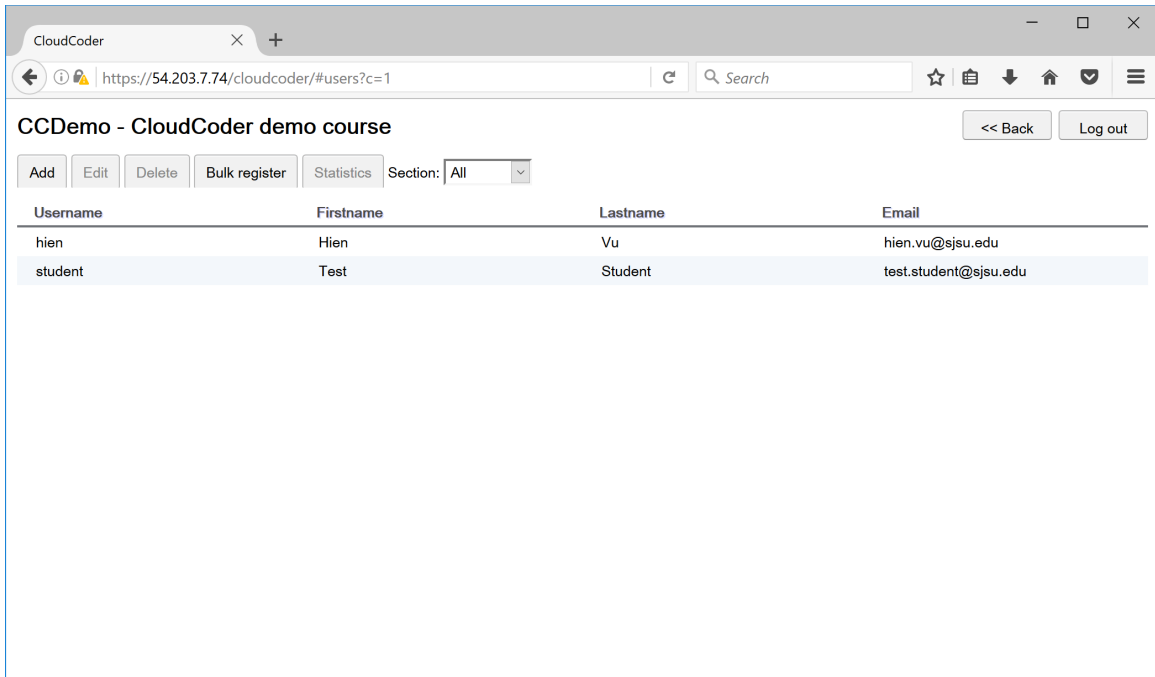 CloudCoder
https://54.203.7.74/cloudcoder/#users?c=1 Search
CCDemo - CloudCoder demo course << Back Log out
Add Edit Delete Bulk register Statistics Section: All
Username Firstname Lastname Email
hien Hien Vu hien.vu@sjsu.edu
student Test Student test.student@sjsu.edu